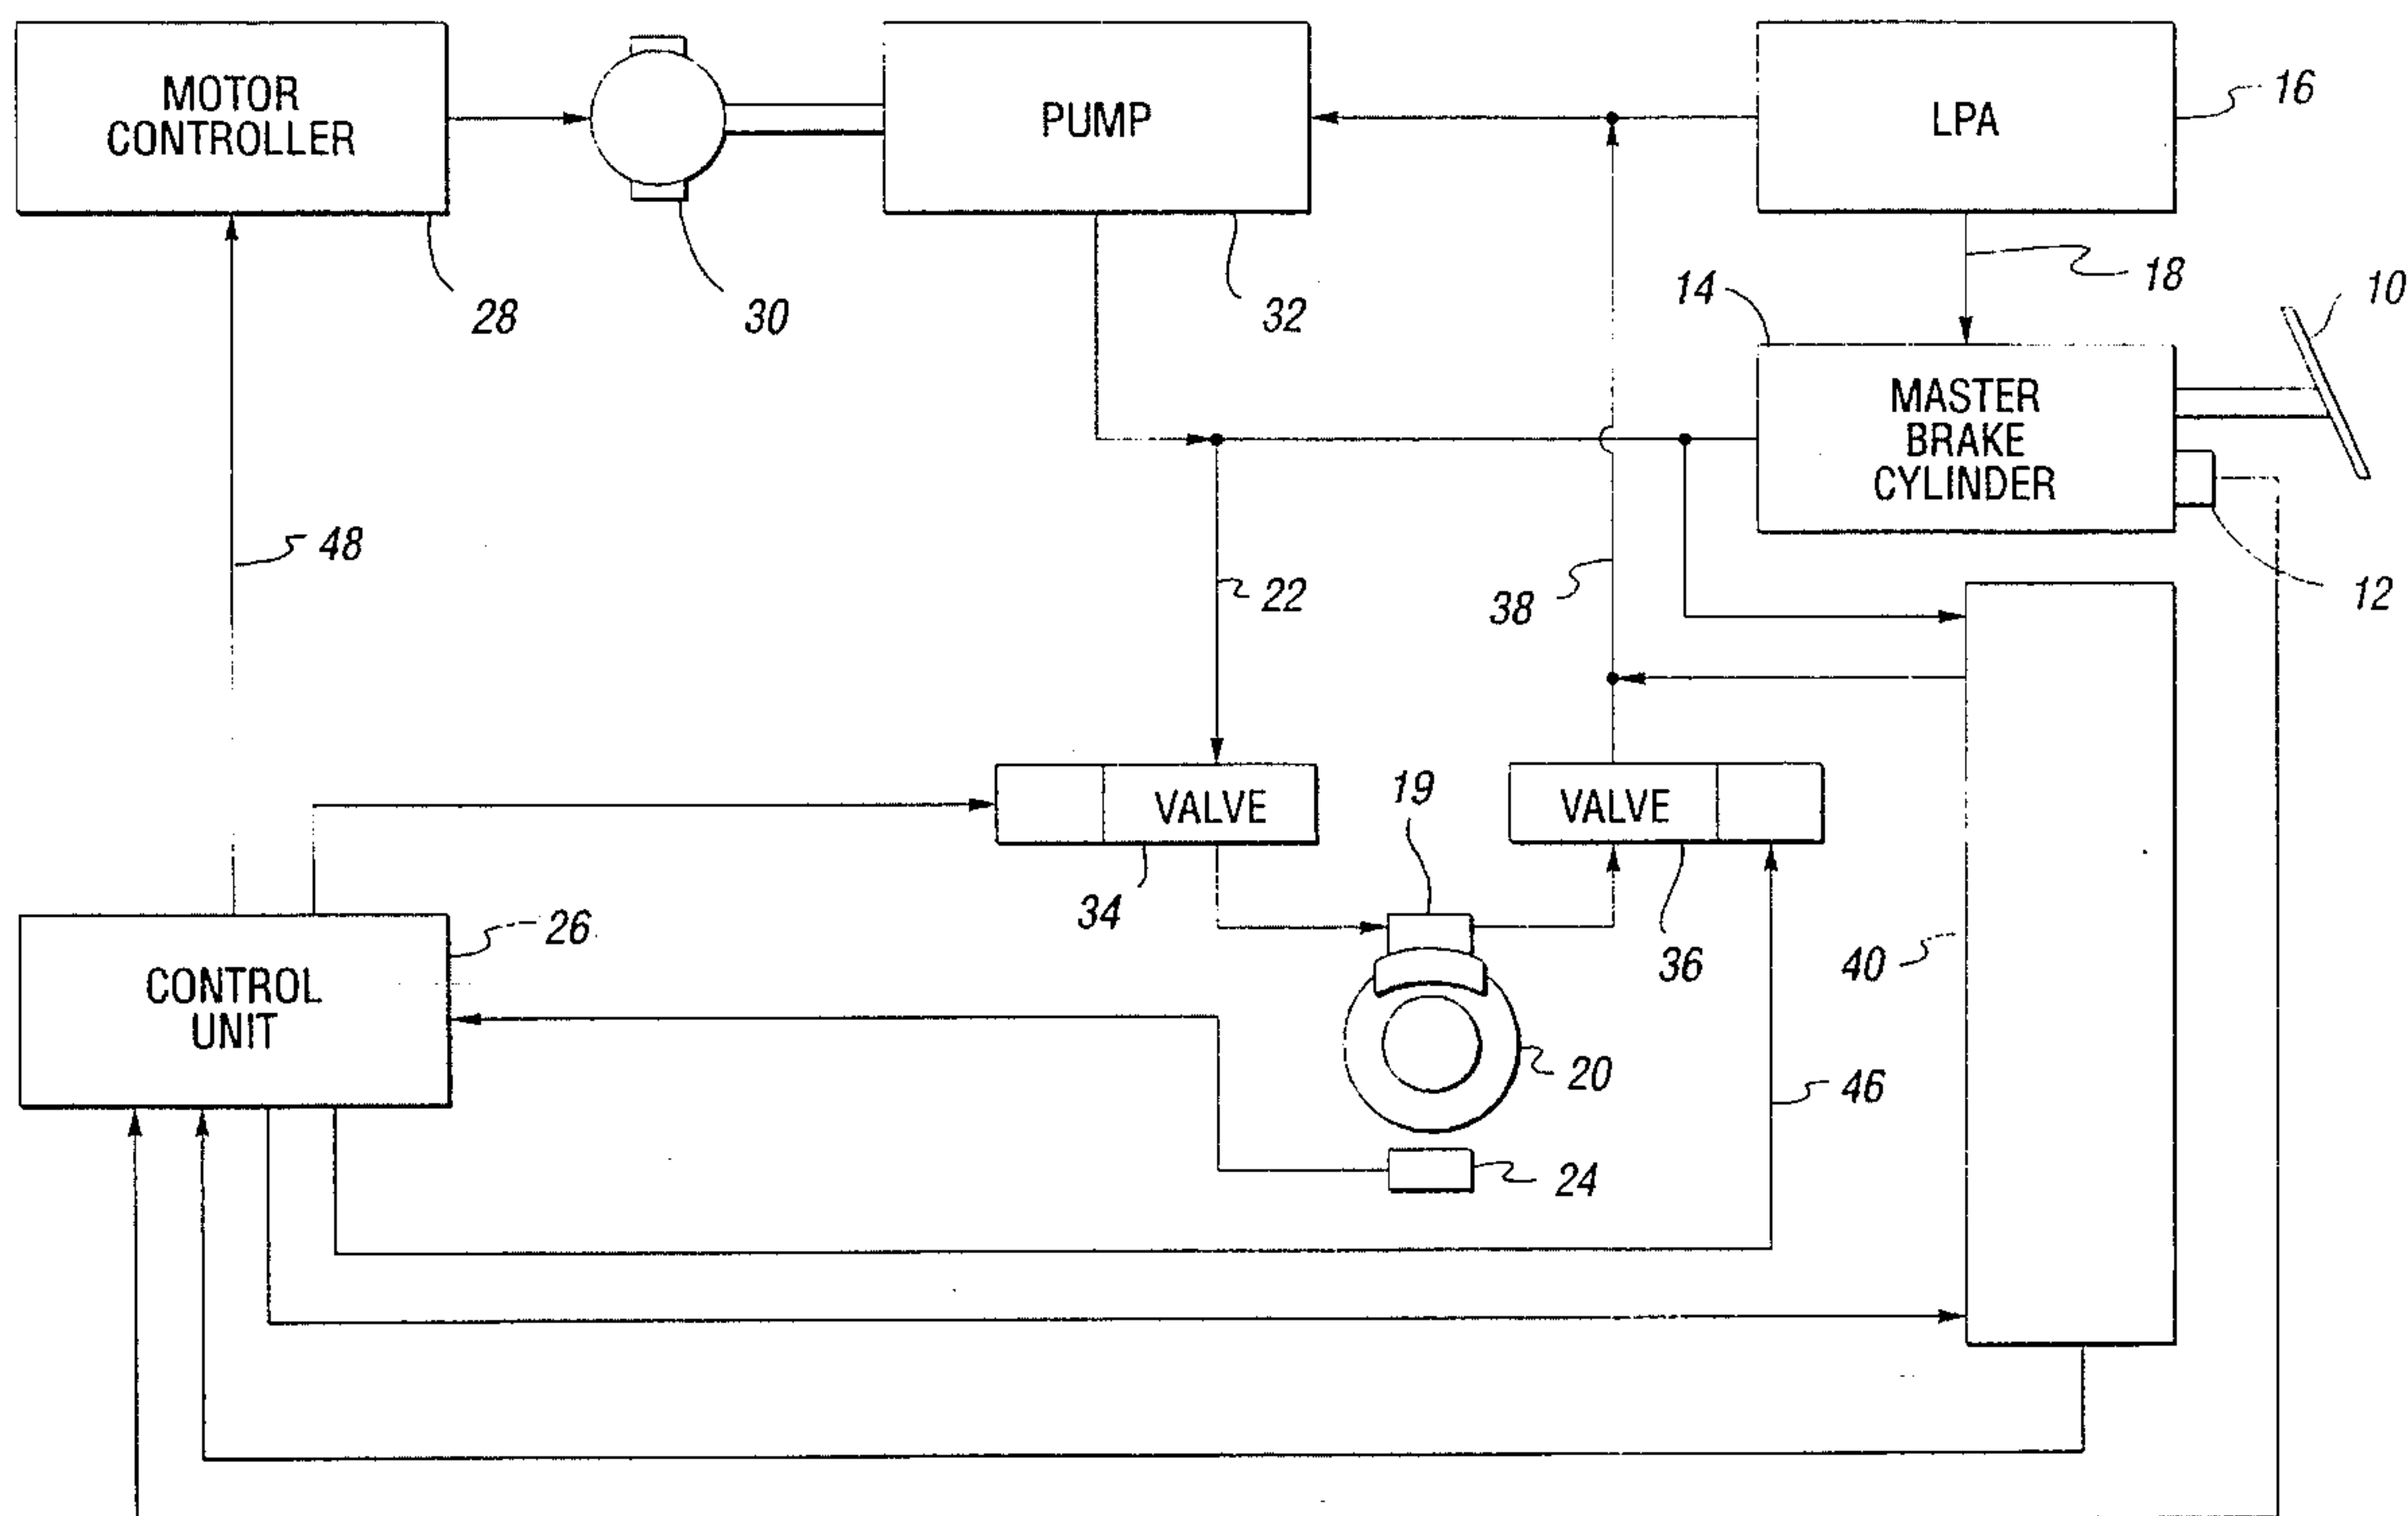 MOTOR
CONTROLLER
PUMP
LPA
16
28
30
32
14
18
10
MASTER
BRAKE
CYLINDER
48
22
38
12
VALVE
19
VALVE
34
26
36
40
CONTROL
UNIT
20
46
24